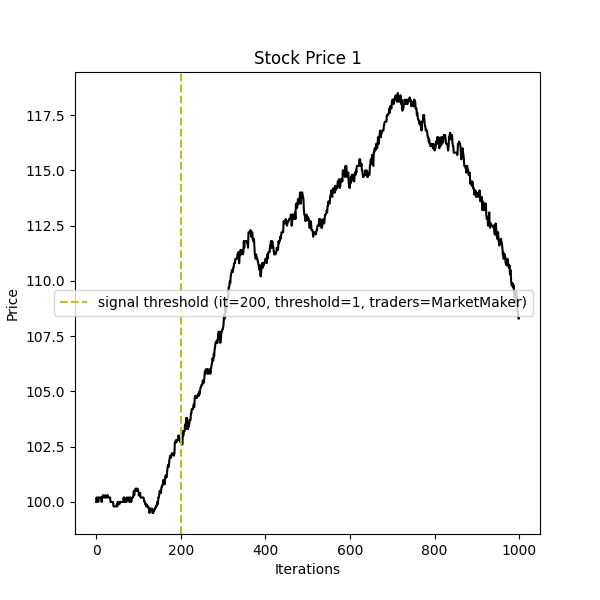 Stock Price 1
117.5
115.0
112.5
110.0
107.5
105.0
102.5
100.0
Price
signal threshold (it=200, threshold=1, traders=MarketMaker)
0 200 400 600 800 1000
Iterations